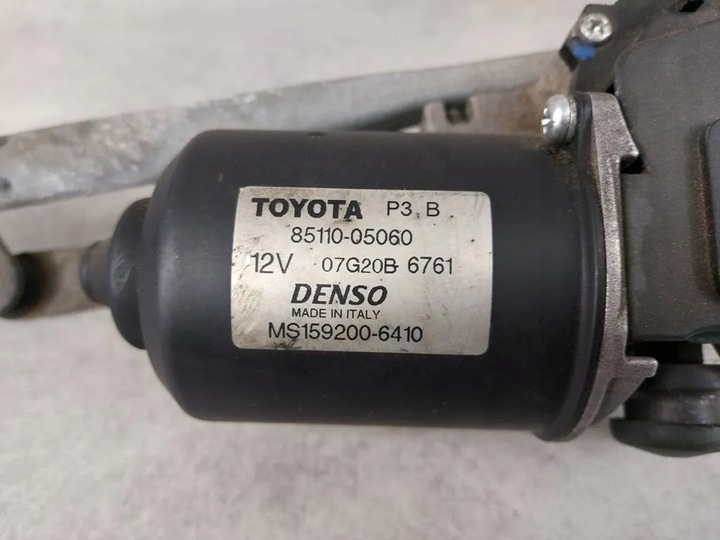 TOYOTA P3 B
85110-05060
12V 07G20B 6761
DENSO
MADE IN ITALY
MS159200-6410